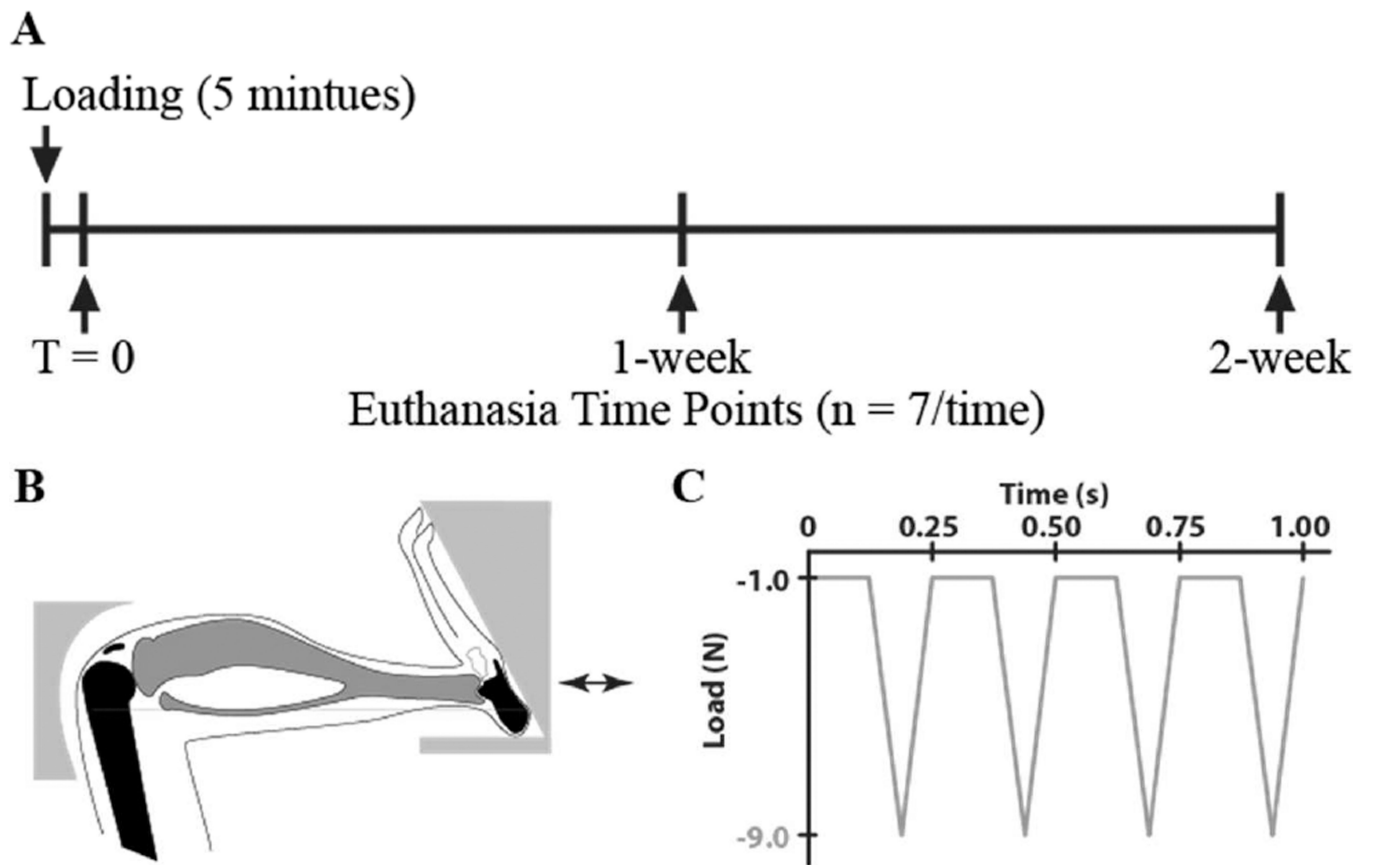 A
Loading (5 mintues)
T = 0
1-week
2-week
Euthanasia Time Points (n = 7/time)
B
C
Time (s)
0
0.25
0.50
0.75
1.00
-1.0
Load (N)
-9.0